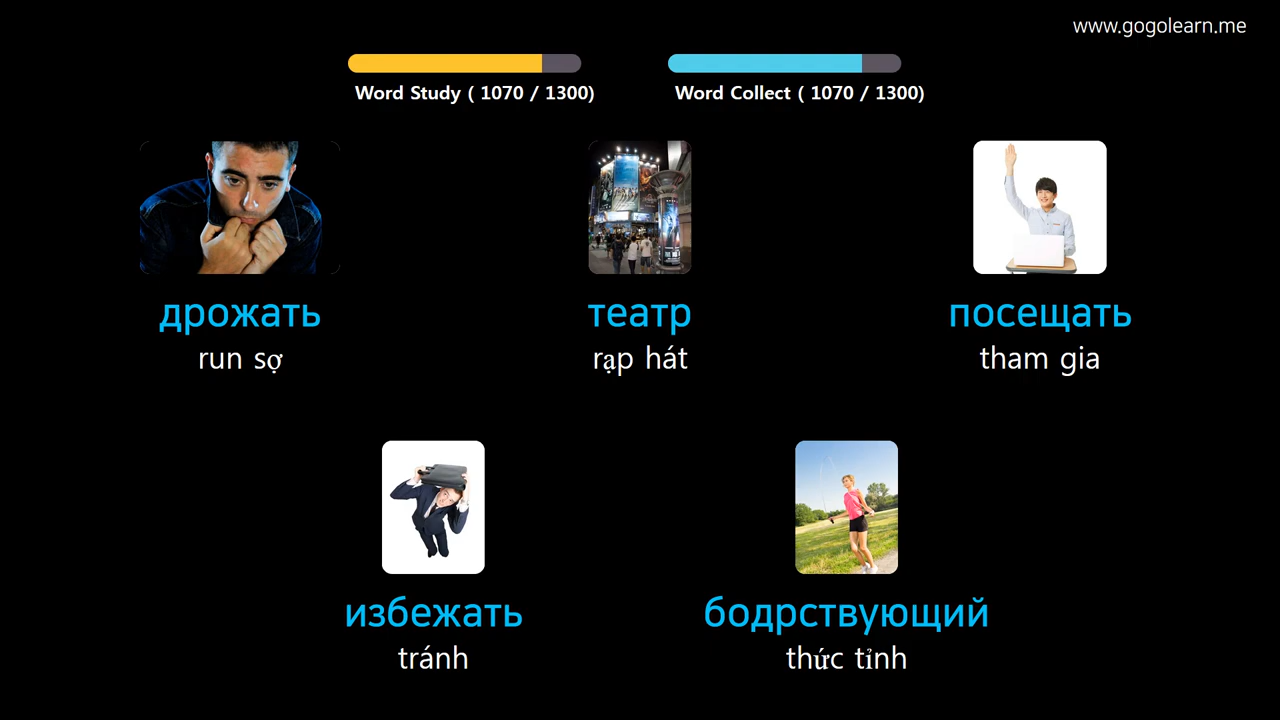 www.gogolearn.me
Word Study ( 1070 / 1300)
Word Collect ( 1070 / 1300)
дрожать
run sợ
театр
rạp hát
посещать
tham gia
избежать
tránh
бодрствующий
thức tỉnh